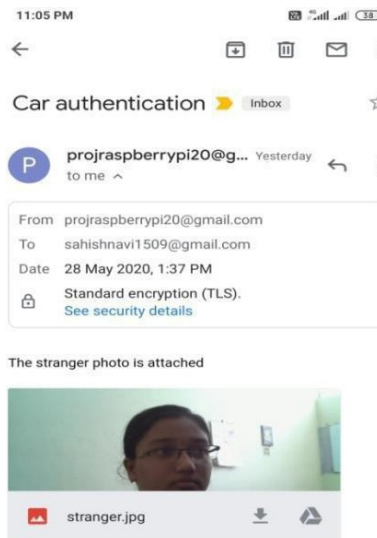 11:05 PM
4G
38
Car authentication Inbox
P
projraspberrypi20@g... Yesterday
to me
From projraspberrypi20@gmail.com
To sahishnavi1509@gmail.com
Date 28 May 2020, 1:37 PM
Standard encryption (TLS).
See security details
The stranger photo is attached
stranger.jpg